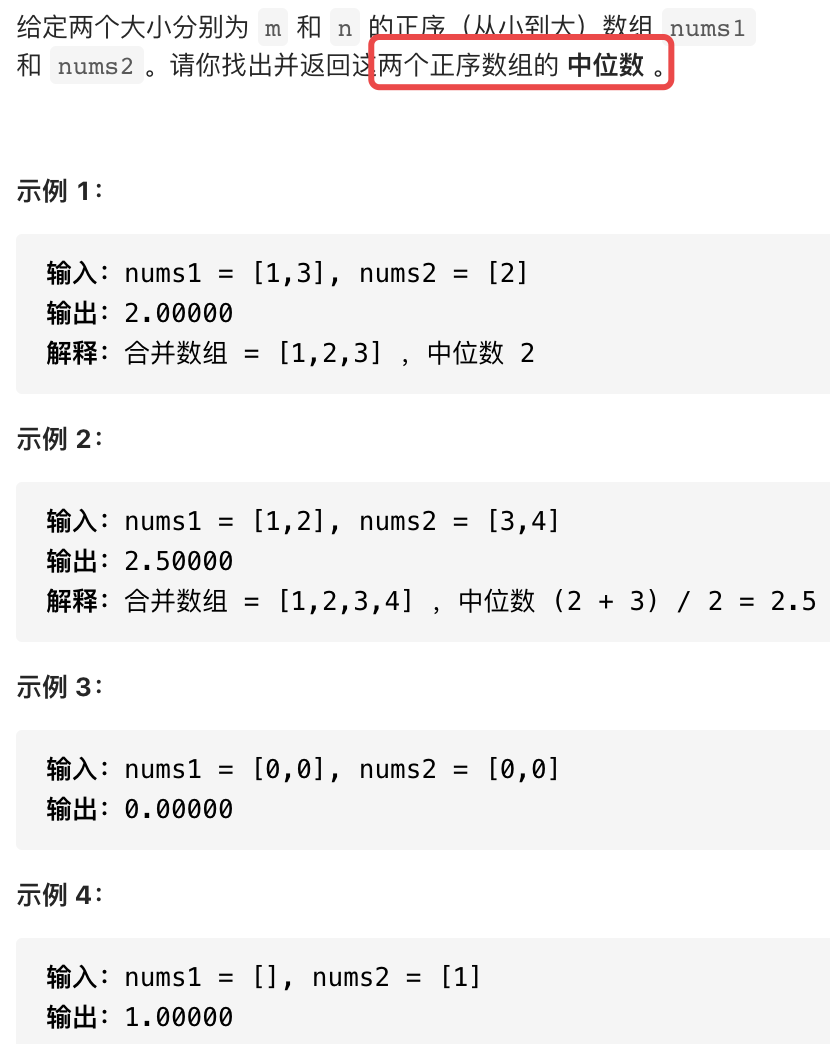 给定两个大小分别为 m 和 n 的正序（从小到大）数组 nums1
和 nums2 。请你找出并返回这两个正序数组的 中位数 。
示例 1：
输入：nums1 = [1,3], nums2 = [2]
输出：2.00000
解释：合并数组 = [1,2,3] ，中位数 2
示例 2：
输入：nums1 = [1,2], nums2 = [3,4]
输出：2.50000
解释：合并数组 = [1,2,3,4] ，中位数 (2 + 3) / 2 = 2.5
示例 3：
输入：nums1 = [0,0], nums2 = [0,0]
输出：0.00000
示例 4：
输入：nums1 = [], nums2 = [1]
输出：1.00000